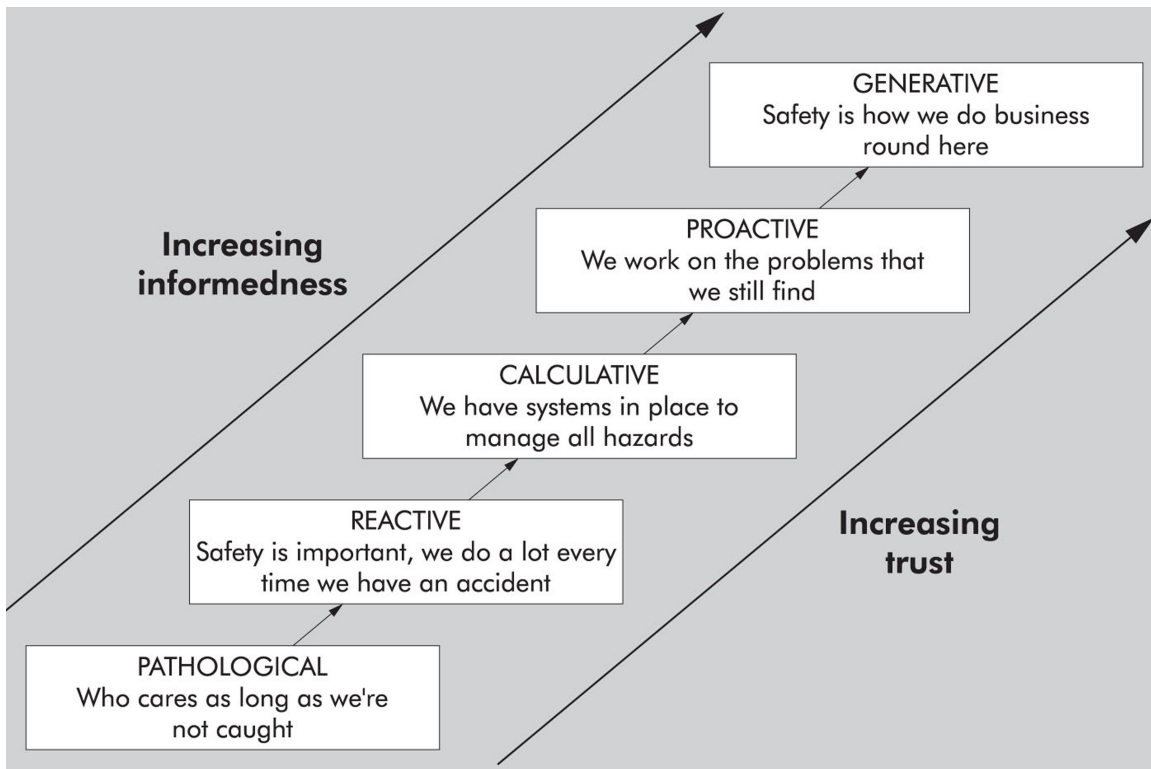 GENERATIVE
Safety is how we do business
round here
PROACTIVE
We work on the problems that
we still find
Increasing
informedness
CALCULATIVE
We have systems in place to
manage all hazards
REACTIVE
Safety is important, we do a lot every
time we have an accident
Increasing
trust
PATHOLOGICAL
Who cares as long as we're
not caught